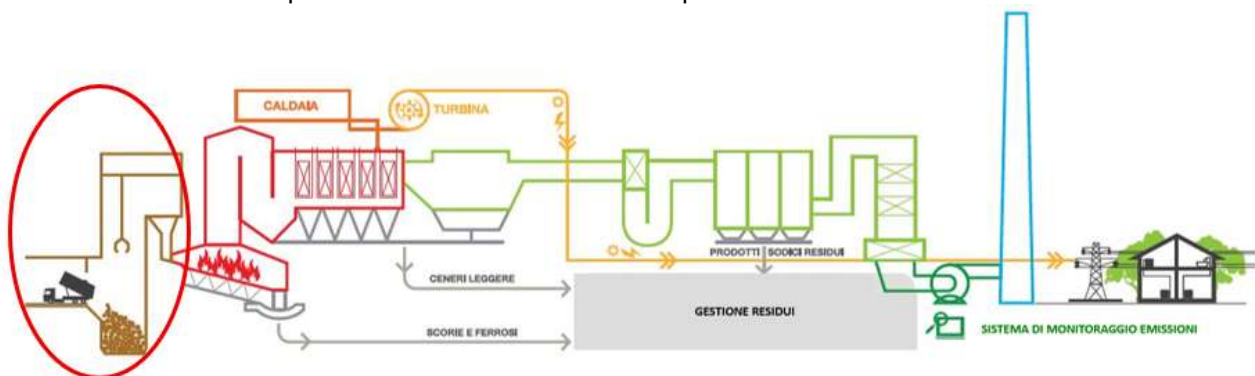 CALDAIA
TURBINA
PRODOTTI SODICI RESIDUI
CENERI LEGGERE
GESTIONE RESIDUI
SCORIE E FERROSI
SISTEMA DI MONITORAGGIO EMISSIONI